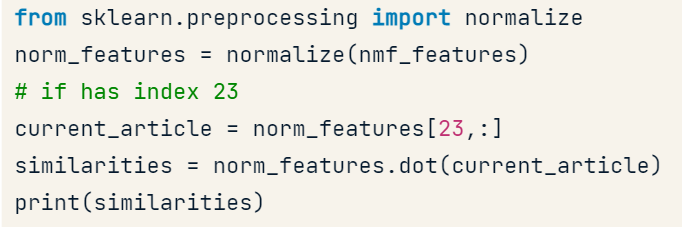 from sklearn.preprocessing import normalize
norm_features = normalize(nmf_features)
# if has index 23
current_article = norm_features[23,:]
similarities = norm_features.dot(current_article)
print(similarities)